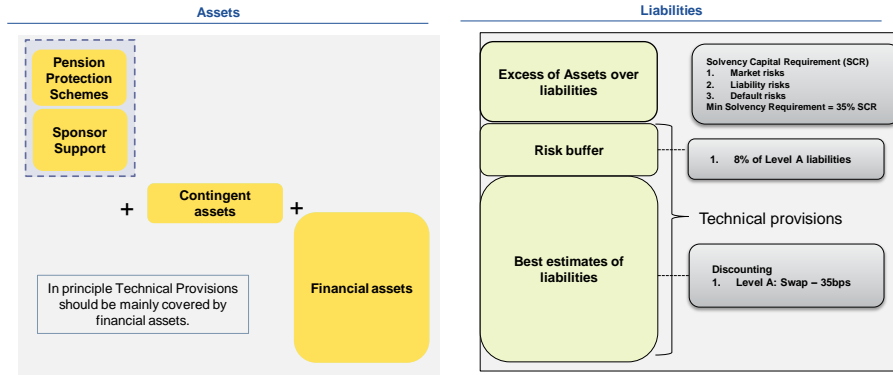 Assets
Pension
Protection
Schemes
Sponsor
Support
+
Contingent
assets
+
Financial assets
In principle Technical Provisions
should be mainly covered by
financial assets.
Liabilities
Excess of Assets over
liabilities
Solvency Capital Requirement (SCR)
1. Market risks
2. Liability risks
3. Default risks
Min Solvency Requirement = 35% SCR
Risk buffer
1. 8% of Level A liabilities
Technical provisions
Best estimates of
liabilities
Discounting
1. Level A: Swap – 35bps